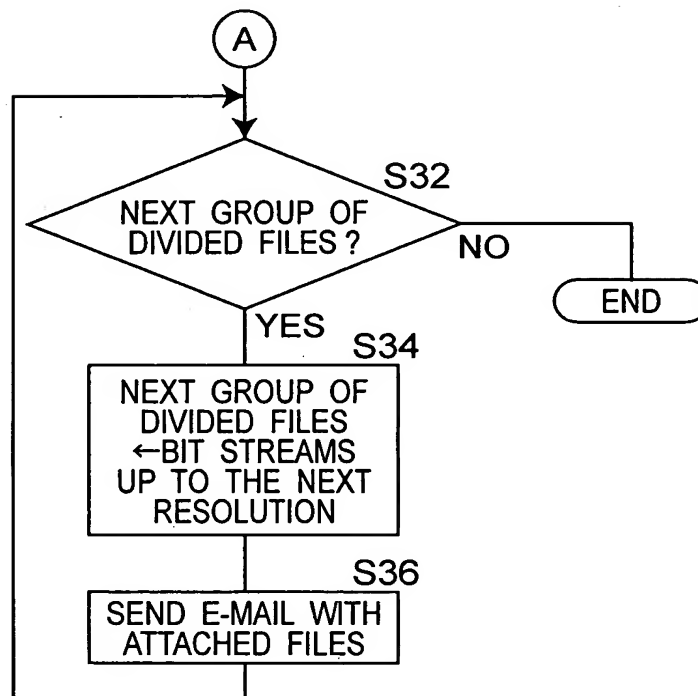 A
S32
NEXT GROUP OF
DIVIDED FILES ?
NO
END
YES
S34
NEXT GROUP OF
DIVIDED FILES
←BIT STREAMS
UP TO THE NEXT
RESOLUTION
S36
SEND E-MAIL WITH
ATTACHED FILES